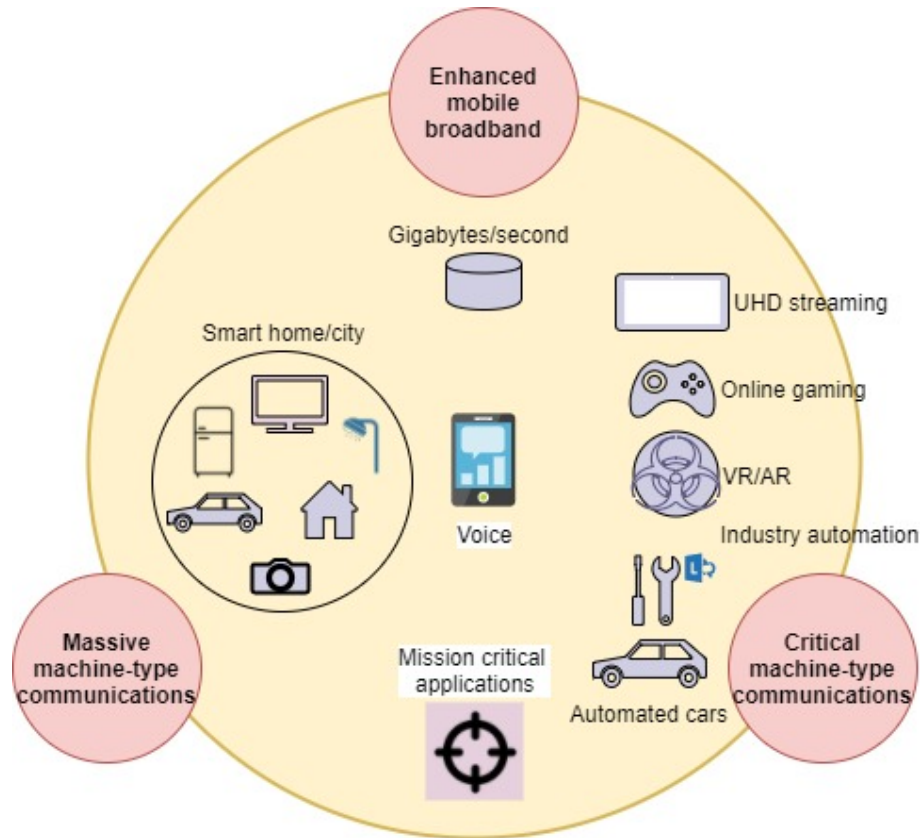 Enhanced
mobile
broadband
Gigabytes/second
UHD streaming
Smart home/city
Online gaming
VR/AR
Voice
Industry automation
L
Massive
machine-type
communications
Mission critical
applications
Critical
machine-type
communications
Automated cars